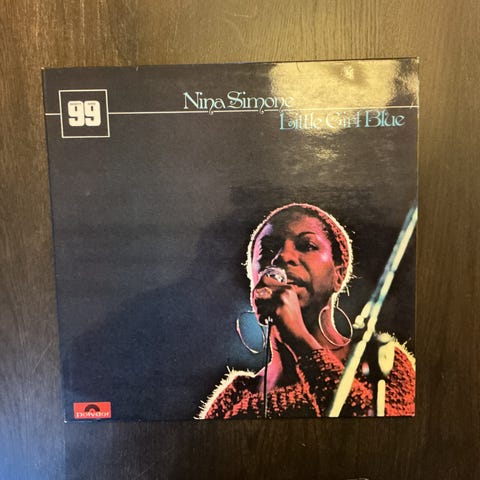 99
Nina Simone
Little Girl Blue
polydor